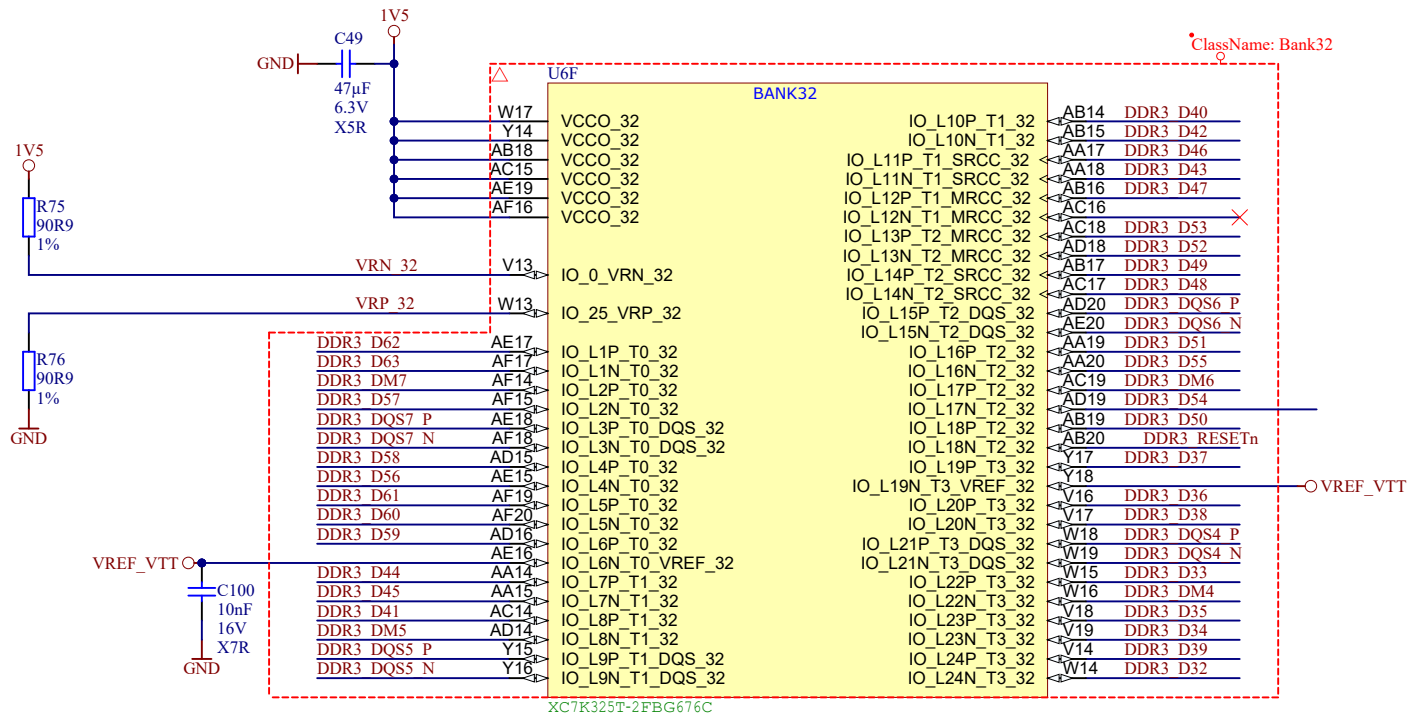 1V5
ClassName: Bank32
C49
GND
47µF
6.3V
X5R
U6F
BANK32
W17 VCCO_32
Y14 VCCO_32
AB18 VCCO_32
AC15 VCCO_32
AE19 VCCO_32
AF16 VCCO_32
1V5
R75
90R9
1%
VRN_32 V13 IO_0_VRN_32
VRP_32 W13 IO_25_VRP_32
R76
90R9
1%
GND
DDR3_D62 AE17 IO_L1P_T0_32
DDR3_D63 AF17 IO_L1N_T0_32
DDR3_DM7 AF14 IO_L2P_T0_32
DDR3_D57 AF15 IO_L2N_T0_32
DDR3_DQS7_P AE18 IO_L3P_T0_DQS_32
DDR3_DQS7_N AF18 IO_L3N_T0_DQS_32
DDR3_D58 AD15 IO_L4P_T0_32
DDR3_D56 AE15 IO_L4N_T0_32
DDR3_D61 AF19 IO_L5P_T0_32
DDR3_D60 AF20 IO_L5N_T0_32
DDR3_D59 AD16 IO_L6P_T0_32
VREF_VTT AE16 IO_L6N_T0_VREF_32
C100
10nF
16V
X7R
GND
DDR3_D44 AA14 IO_L7P_T1_32
DDR3_D45 AA15 IO_L7N_T1_32
DDR3_D41 AC14 IO_L8P_T1_32
DDR3_DM5 AD14 IO_L8N_T1_32
DDR3_DQS5_P Y15 IO_L9P_T1_DQS_32
DDR3_DQS5_N Y16 IO_L9N_T1_DQS_32
IO_L10P_T1_32 AB14 DDR3_D40
IO_L10N_T1_32 AB15 DDR3_D42
IO_L11P_T1_SRCC_32 AA17 DDR3_D46
IO_L11N_T1_SRCC_32 AA18 DDR3_D43
IO_L12P_T1_MRCC_32 AB16 DDR3_D47
IO_L12N_T1_MRCC_32 AC16
IO_L13P_T2_MRCC_32 AC18 DDR3_D53
IO_L13N_T2_MRCC_32 AD18 DDR3_D52
IO_L14P_T2_SRCC_32 AB17 DDR3_D49
IO_L14N_T2_SRCC_32 AC17 DDR3_D48
IO_L15P_T2_DQS_32 AD20 DDR3_DQS6_P
IO_L15N_T2_DQS_32 AE20 DDR3_DQS6_N
IO_L16P_T2_32 AA19 DDR3_D51
IO_L16N_T2_32 AA20 DDR3_D55
IO_L17P_T2_32 AC19 DDR3_DM6
IO_L17N_T2_32 AD19 DDR3_D54
IO_L18P_T2_32 AB19 DDR3_D50
IO_L18N_T2_32 AB20 DDR3_RESETn
IO_L19P_T3_32 Y17 DDR3_D37
IO_L19N_T3_VREF_32 Y18 VREF_VTT
IO_L20P_T3_32 V16 DDR3_D36
IO_L20N_T3_32 V17 DDR3_D38
IO_L21P_T3_DQS_32 W18 DDR3_DQS4_P
IO_L21N_T3_DQS_32 W19 DDR3_DQS4_N
IO_L22P_T3_32 W15 DDR3_D33
IO_L22N_T3_32 W16 DDR3_DM4
IO_L23P_T3_32 V18 DDR3_D35
IO_L23N_T3_32 V19 DDR3_D34
IO_L24P_T3_32 V14 DDR3_D39
IO_L24N_T3_32 W14 DDR3_D32
XC7K325T-2FBG676C